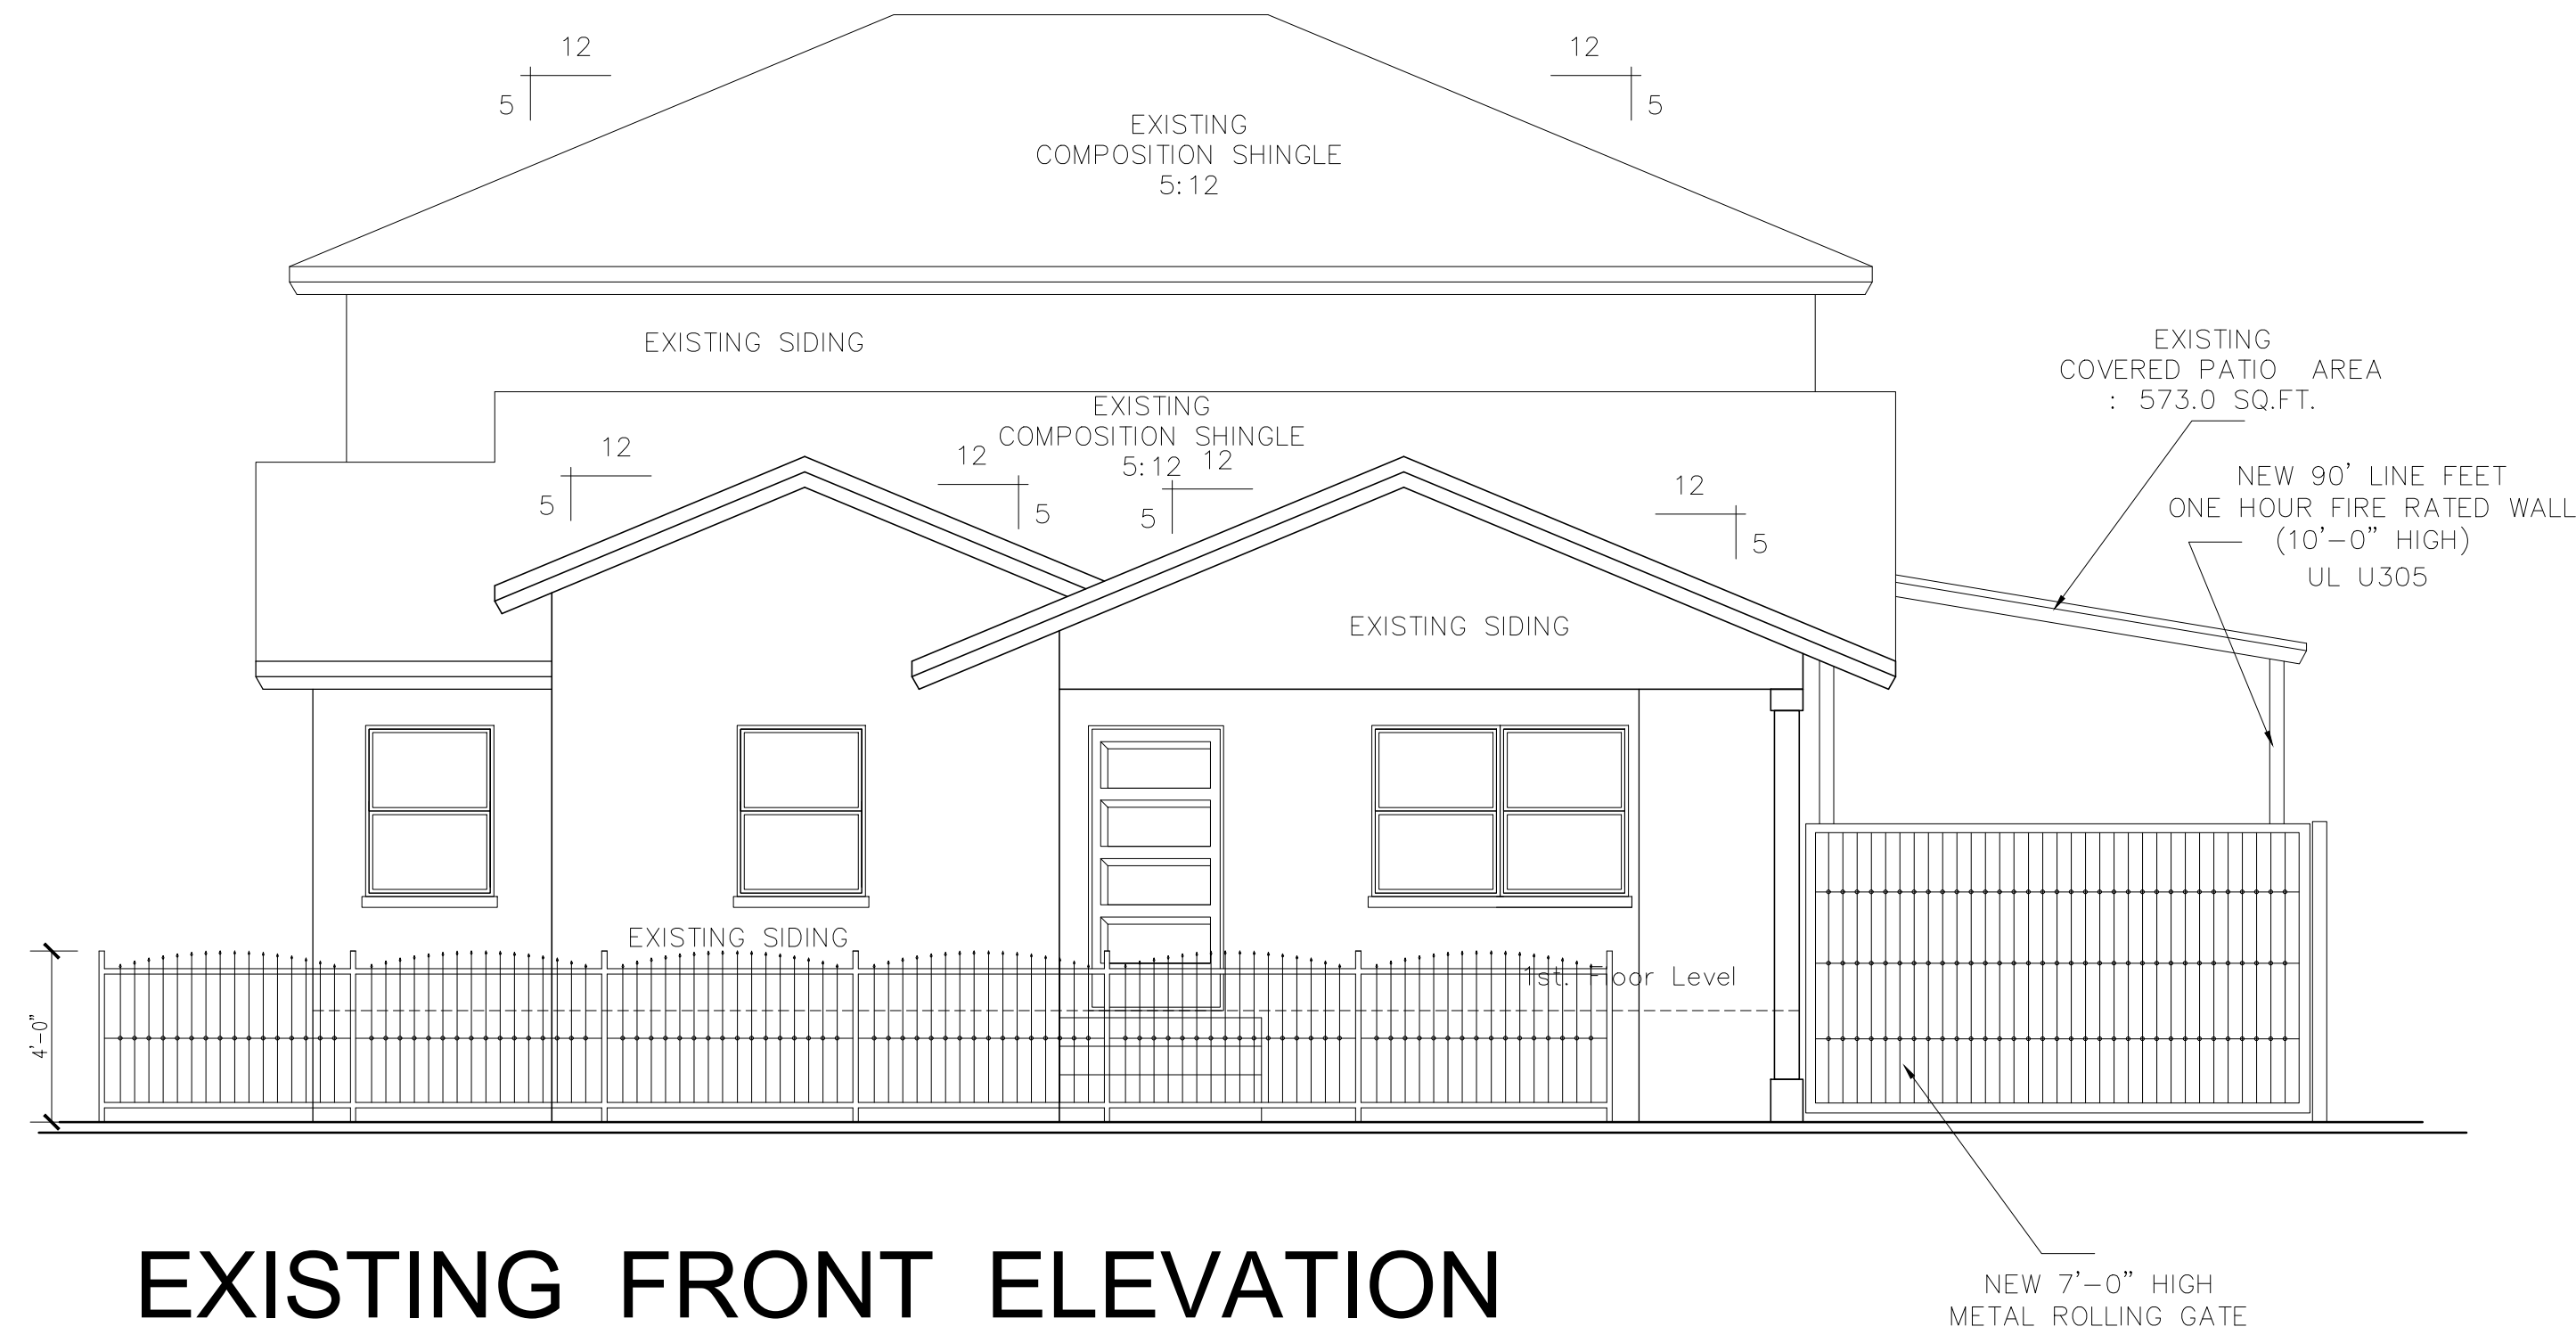 12
5
12
5
EXISTING
COMPOSITION SHINGLE
5:12
EXISTING SIDING
EXISTING
COVERED PATIO AREA
: 573.0 SQ.FT.
EXISTING
COMPOSITION SHINGLE
5:12
12
5
12
5
12
5
12
5
NEW 90' LINE FEET
ONE HOUR FIRE RATED WALL
(10'-0" HIGH)
UL U305
EXISTING SIDING
EXISTING SIDING
1st. Floor Level
4'-0"
EXISTING FRONT ELEVATION
NEW 7'-0" HIGH
METAL ROLLING GATE